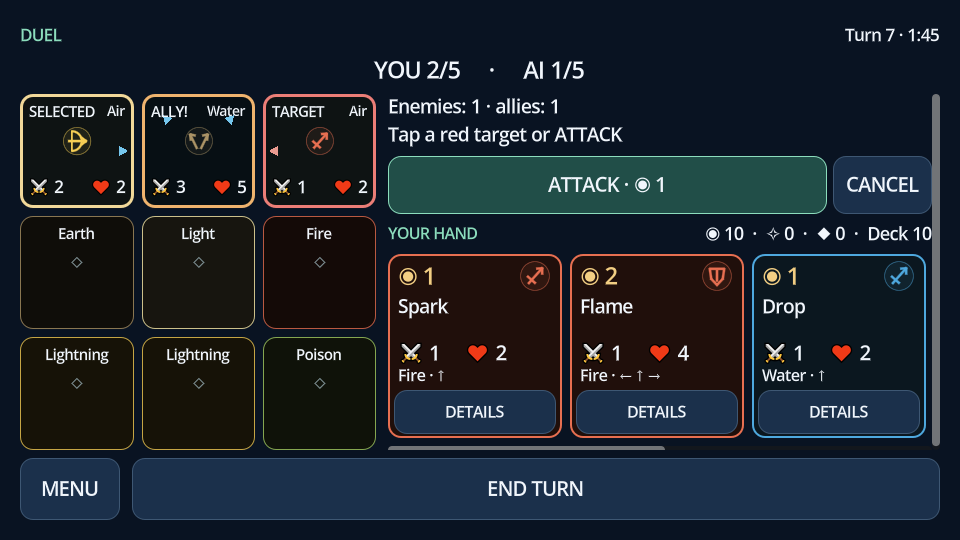 DUEL
Turn 7 · 1:45
YOU 2/5 · AI 1/5
SELECTED Air
2 2
ALLY! Water
3 5
TARGET Air
1 2
Enemies: 1 · allies: 1
Tap a red target or ATTACK
ATTACK · ◉ 1
CANCEL
Earth
Light
Fire
Lightning
Lightning
Poison
YOUR HAND
◉ 10 · ✧ 0 · ◆ 0 · Deck 10
◉ 1
Spark
1 2
Fire · ↑
DETAILS
◉ 2
Flame
1 4
Fire · ← ↑ →
DETAILS
◉ 1
Drop
1 2
Water · ↑
DETAILS
MENU
END TURN